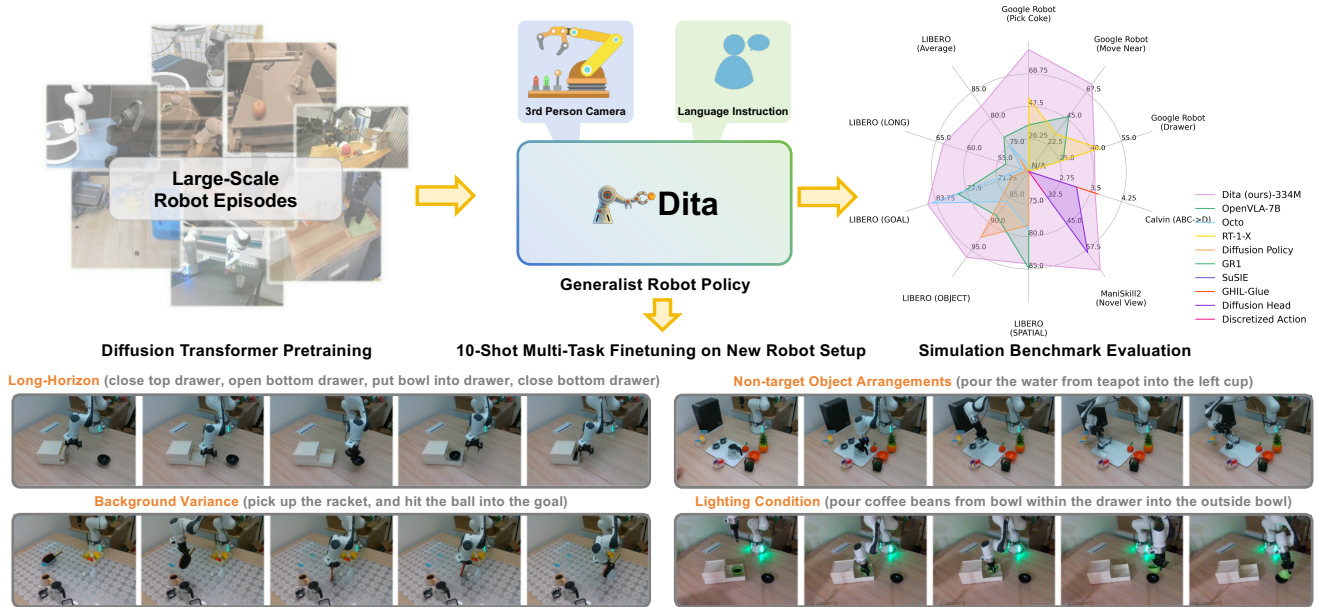 Large-Scale
Robot Episodes
3rd Person Camera
Language Instruction
Dita
Generalist Robot Policy
Google Robot
(Pick Coke)
Google Robot
(Move Near)
Google Robot
(Drawer)
Calvin (ABC->D)
ManiSkill2
(Novel View)
LIBERO
(SPATIAL)
LIBERO (OBJECT)
LIBERO (GOAL)
LIBERO (LONG)
LIBERO
(Average)
68.75
47.5
26.25
N/A
67.5
45.0
22.5
55.0
40.0
25.0
4.25
3.5
57.5
45.0
32.5
85.0
80.0
75.0
95.0
90.0
85.0
83.75
77.5
71.25
65.0
60.0
55.0
85.0
80.0
75.0
Dita (ours)-334M
OpenVLA-7B
Octo
RT-1-X
Diffusion Policy
GR1
SuSIE
GHIL-Glue
Diffusion Head
Discretized Action
Diffusion Transformer Pretraining
10-Shot Multi-Task Finetuning on New Robot Setup
Simulation Benchmark Evaluation
Long-Horizon (close top drawer, open bottom drawer, put bowl into drawer, close bottom drawer)
Non-target Object Arrangements (pour the water from teapot into the left cup)
Background Variance (pick up the racket, and hit the ball into the goal)
Lighting Condition (pour coffee beans from bowl within the drawer into the outside bowl)